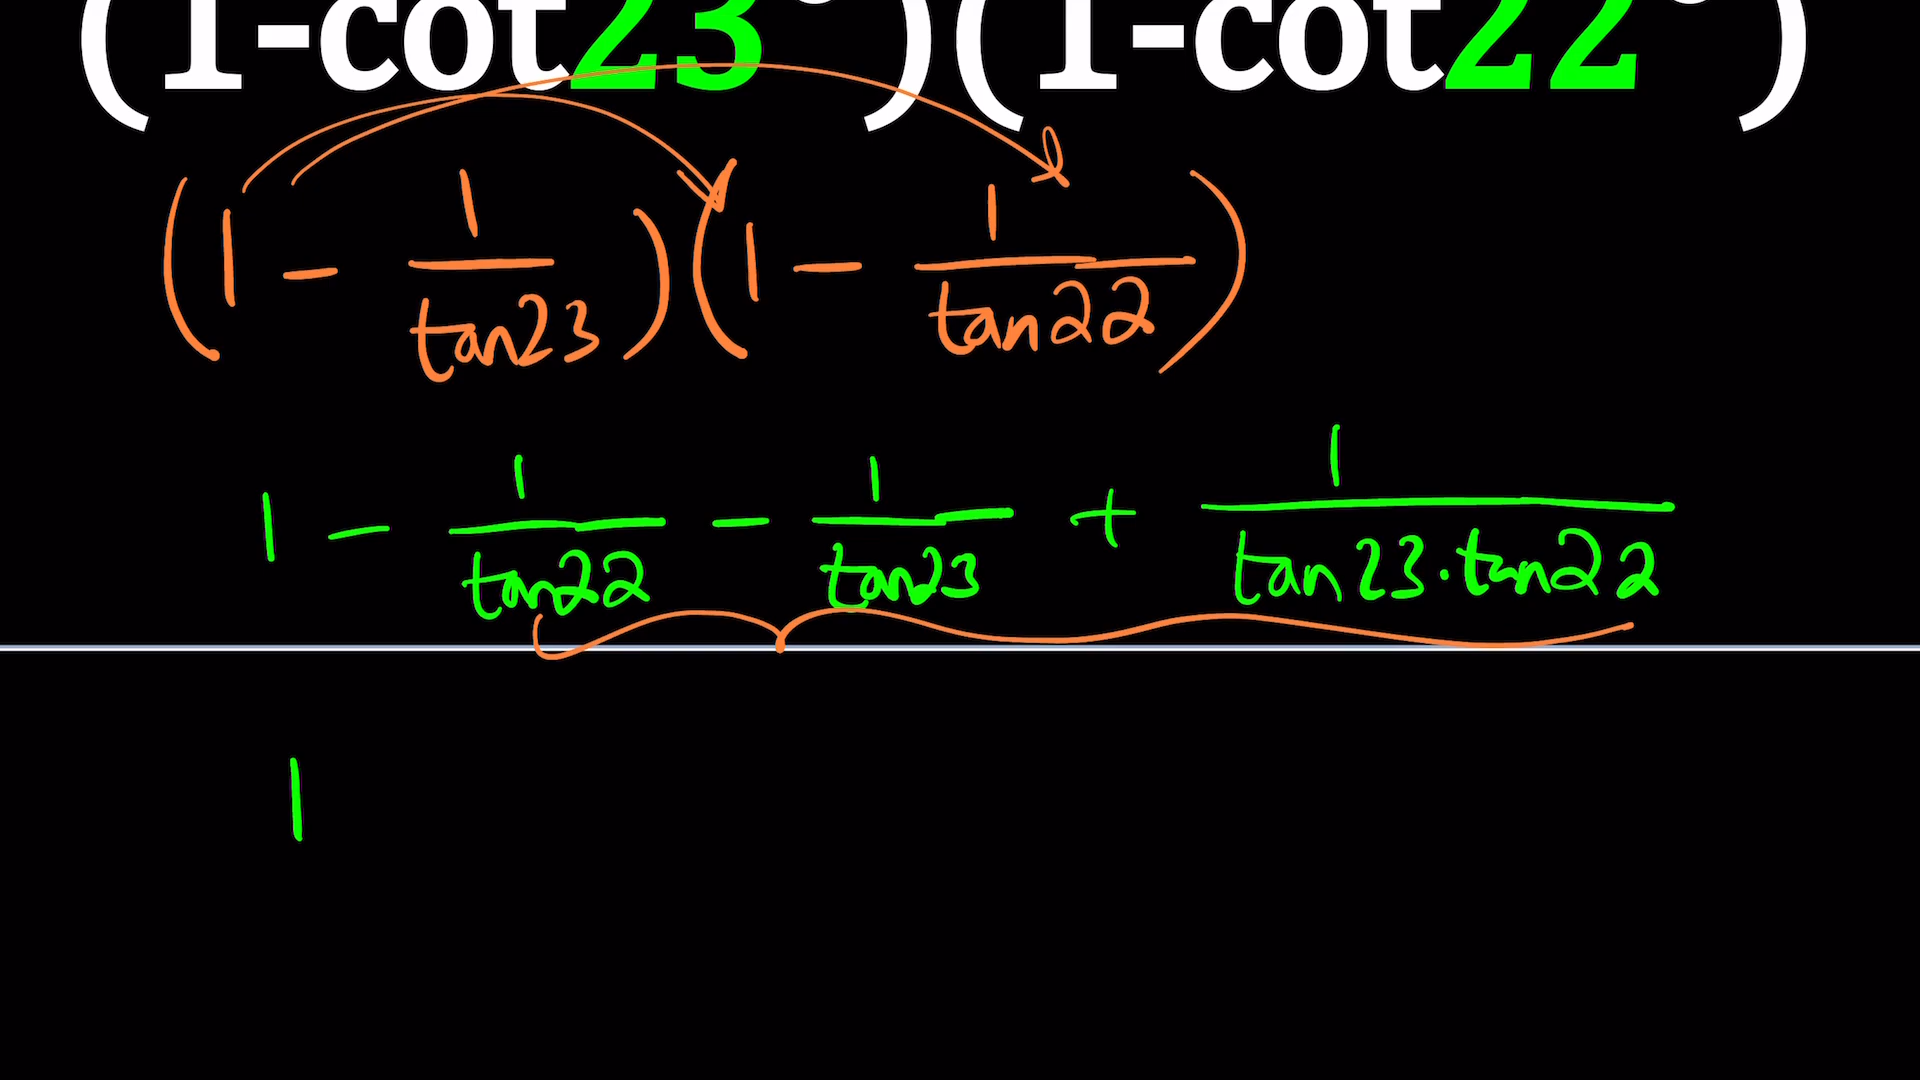 (1-cot23°)(1-cot22°)
(1 - 1/tan23)(1 - 1/tan22)
1 - 1/tan22 - 1/tan23 + 1/tan23·tan22
1